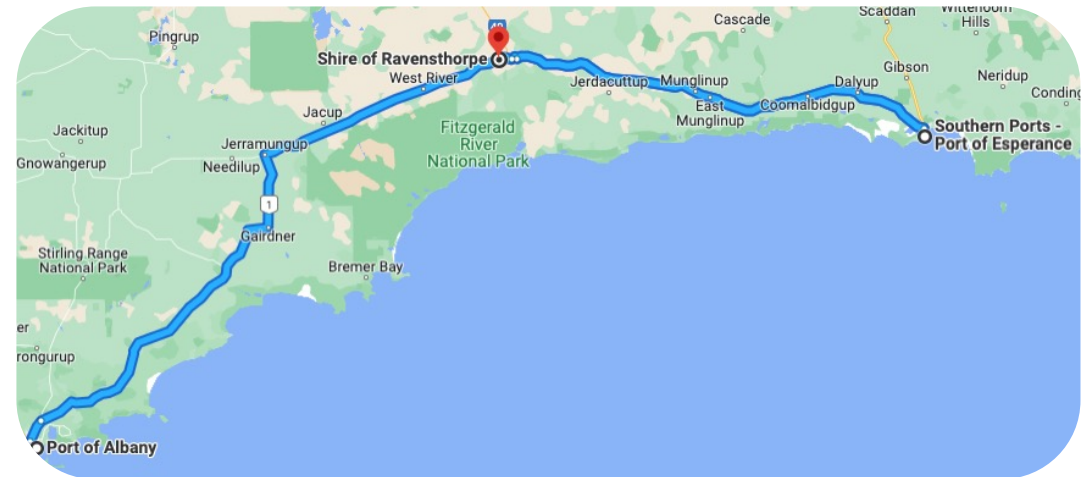 Cascade
Scaddan
Wittenoom
Hills
Pingrup
40
Shire of Ravensthorpe
West River
Jerdacuttup
Munglinup
East
Munglinup
Coomalbidgup
Dalyup
Gibson
Neridup
Conding
Southern Ports -
Port of Esperance
Jacup
Fitzgerald
River
National Park
Jackitup
Gnowangerup
Jerramungup
Needilup
1
Gairdner
Stirling Range
National Park
Bremer Bay
er
rongurup
Port of Albany